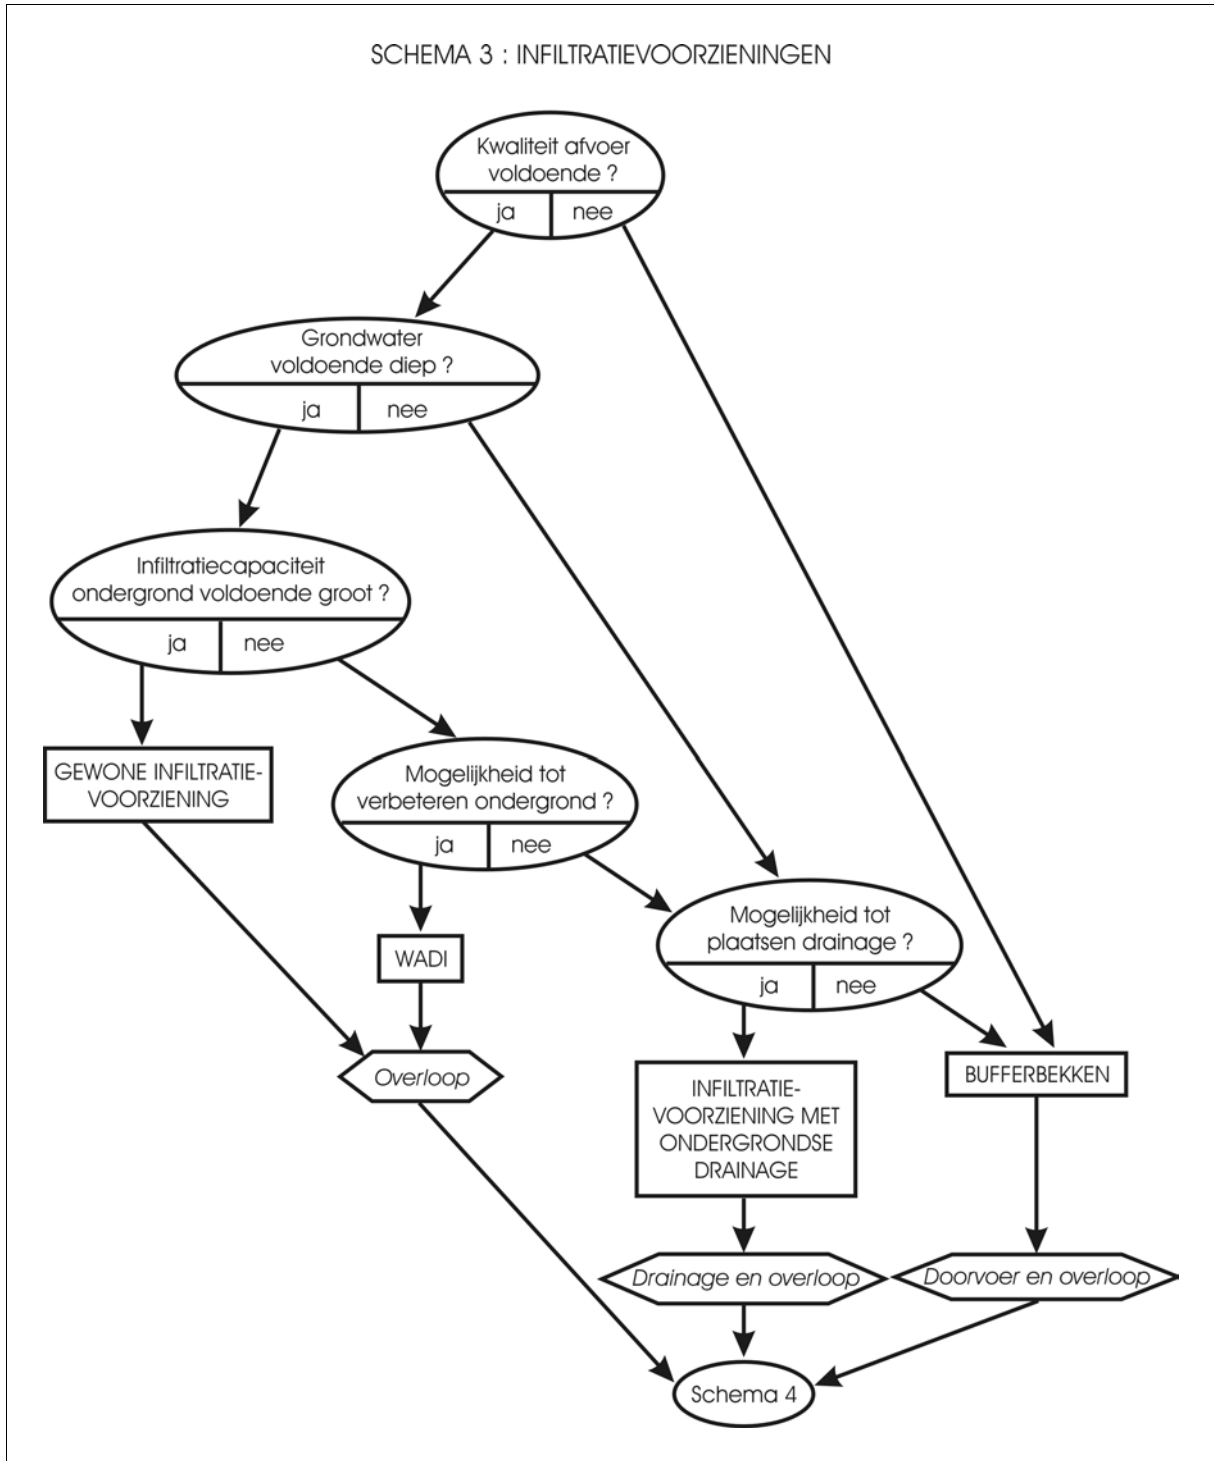 SCHEMA 3 : INFILTRATIEVOORZIENINGEN
Kwaliteit afvoer
voldoende ?
ja
nee
Grondwater
voldoende diep ?
ja
nee
Infiltratiecapaciteit
ondergrond voldoende groot ?
ja
nee
GEWONE INFILTRATIE-
VOORZIENING
Mogelijkheid tot
verbeteren ondergrond ?
ja
nee
WADI
Overloop
Mogelijkheid tot
plaatsen drainage ?
ja
nee
INFILTRATIE-
VOORZIENING MET
ONDERGRONDSE
DRAINAGE
BUFFERBEKKEN
Drainage en overloop
Doorvoer en overloop
Schema 4